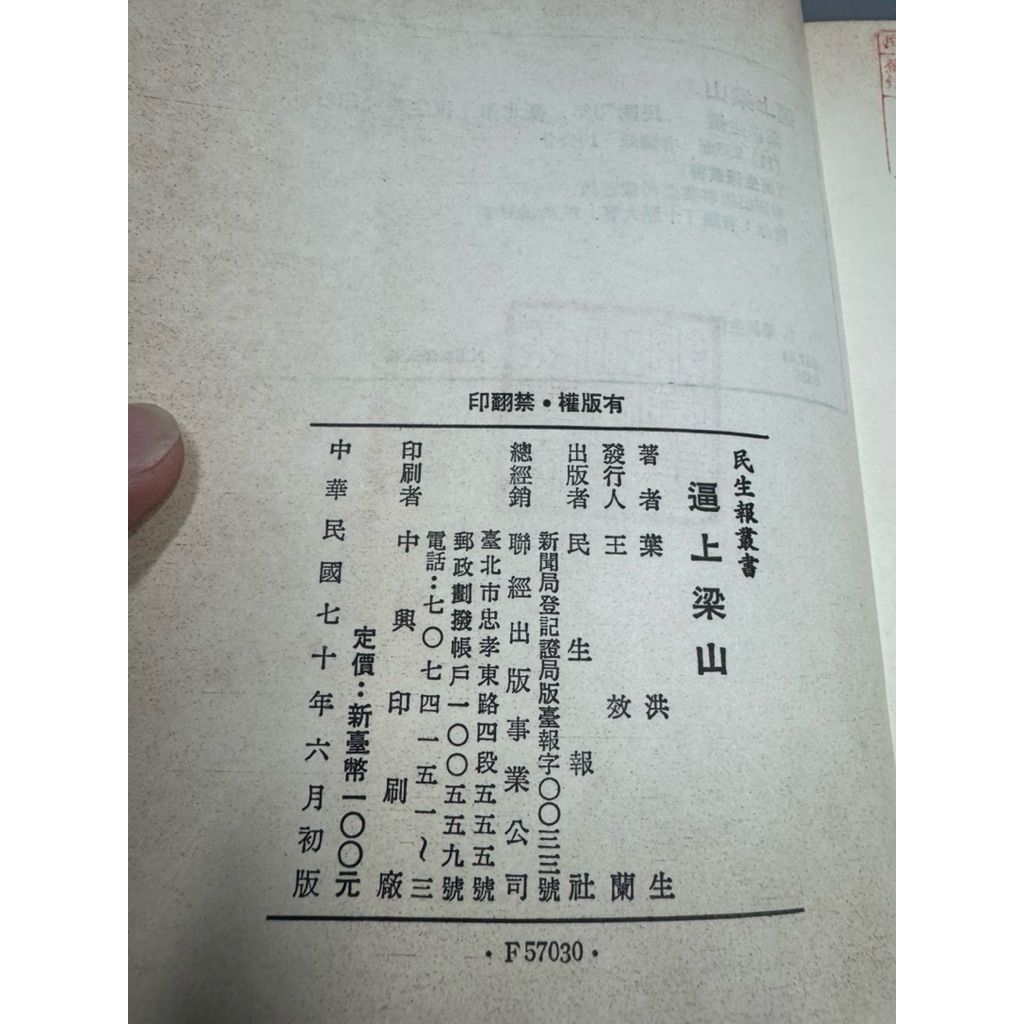 有版權•禁翻印
民生報叢書
逼上梁山
著者 葉洪生
發行人 王效蘭
出版者 民生報社
新聞局登記證局版臺報字〇〇三三號
總經銷 聯經出版事業公司
臺北市忠孝東路四段五五五號
郵政劃撥帳戶一〇〇五五九號
電話：七〇七四一五一～三
印刷者 中興印刷廠
定價：新臺幣一〇〇元
中華民國七十年六月初版
•F57030•